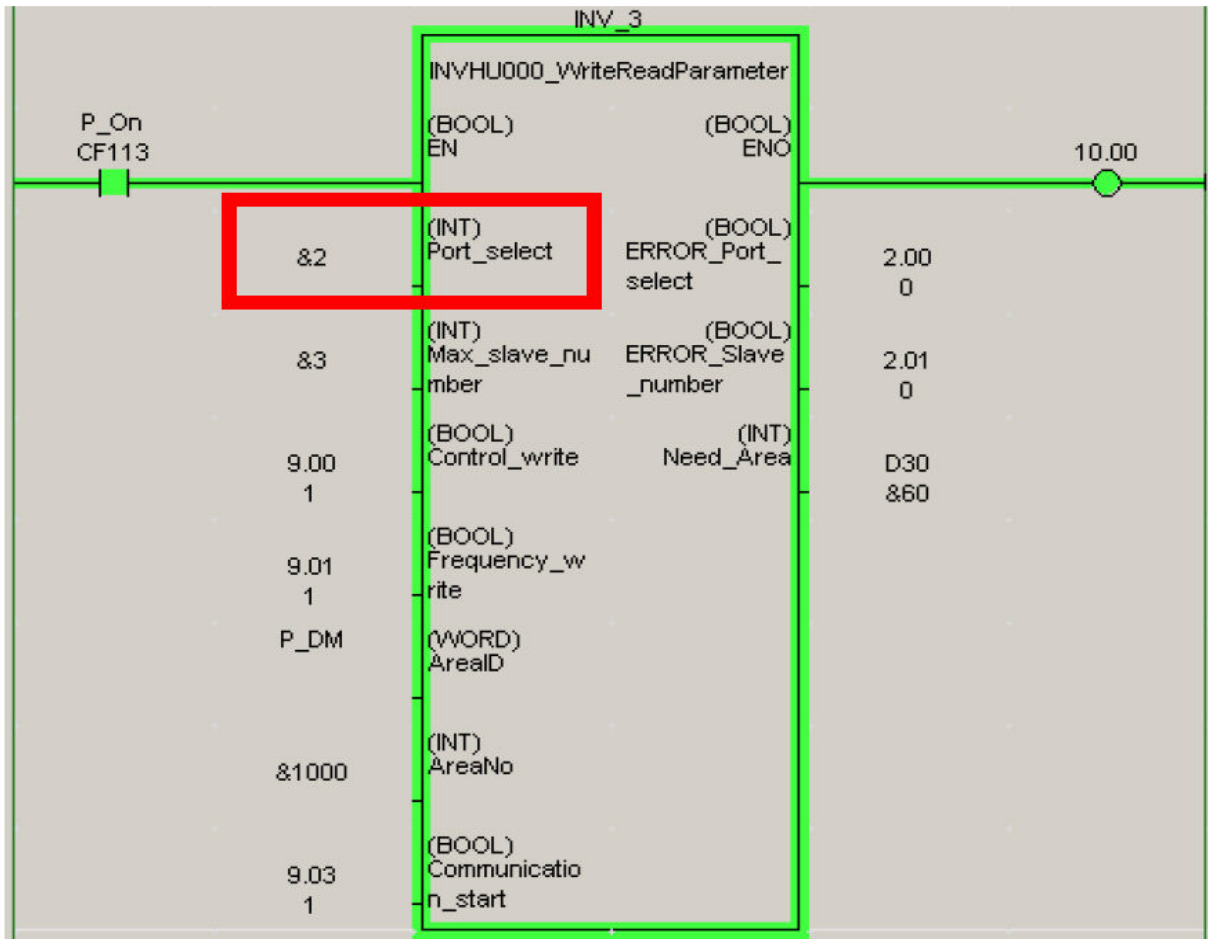 INV_3
INVHU000_WriteReadParameter
P_On
CF113
(BOOL)
EN
(BOOL)
ENO
10.00
&2
(INT)
Port_select
(BOOL)
ERROR_Port_
select
2.00
0
&3
(INT)
Max_slave_nu
mber
(BOOL)
ERROR_Slave
_number
2.01
0
9.00
1
(BOOL)
Control_write
(INT)
Need_Area
D30
&60
9.01
1
(BOOL)
Frequency_w
rite
P_DM
(WORD)
AreaID
&1000
(INT)
AreaNo
9.03
1
(BOOL)
Communicatio
n_start